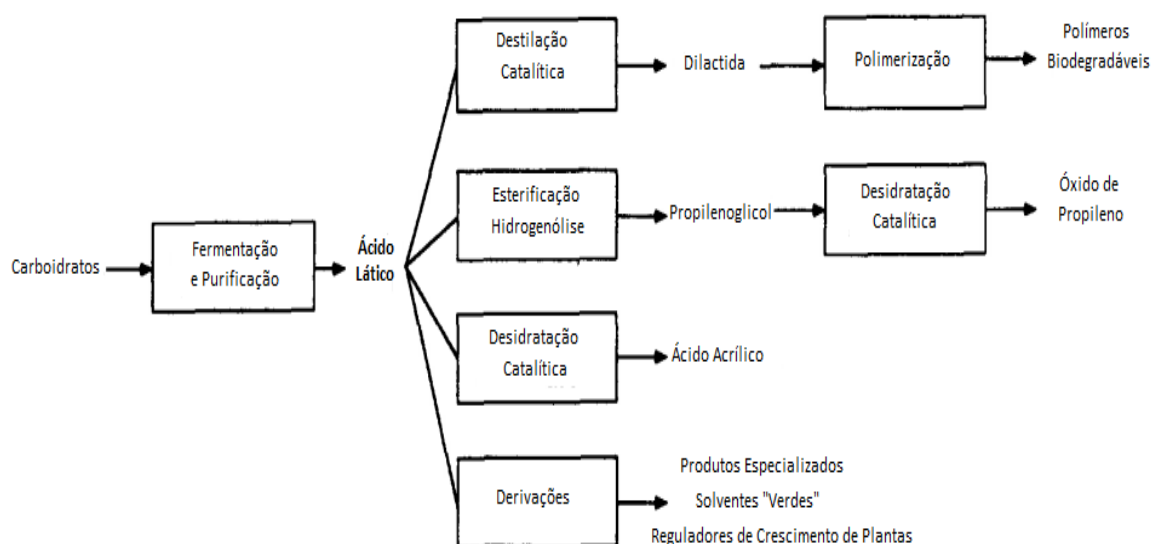 Carboidratos
Fermentação
e Purificação
Ácido
Lático
Destilação
Catalítica
Dilactida
Polimerização
Polímeros
Biodegradáveis
Esterificação
Hidrogenólise
Propilenoglicol
Desidratação
Catalítica
Óxido de
Propileno
Desidratação
Catalítica
Ácido Acrílico
Derivações
Produtos Especializados
Solventes "Verdes"
Reguladores de Crescimento de Plantas